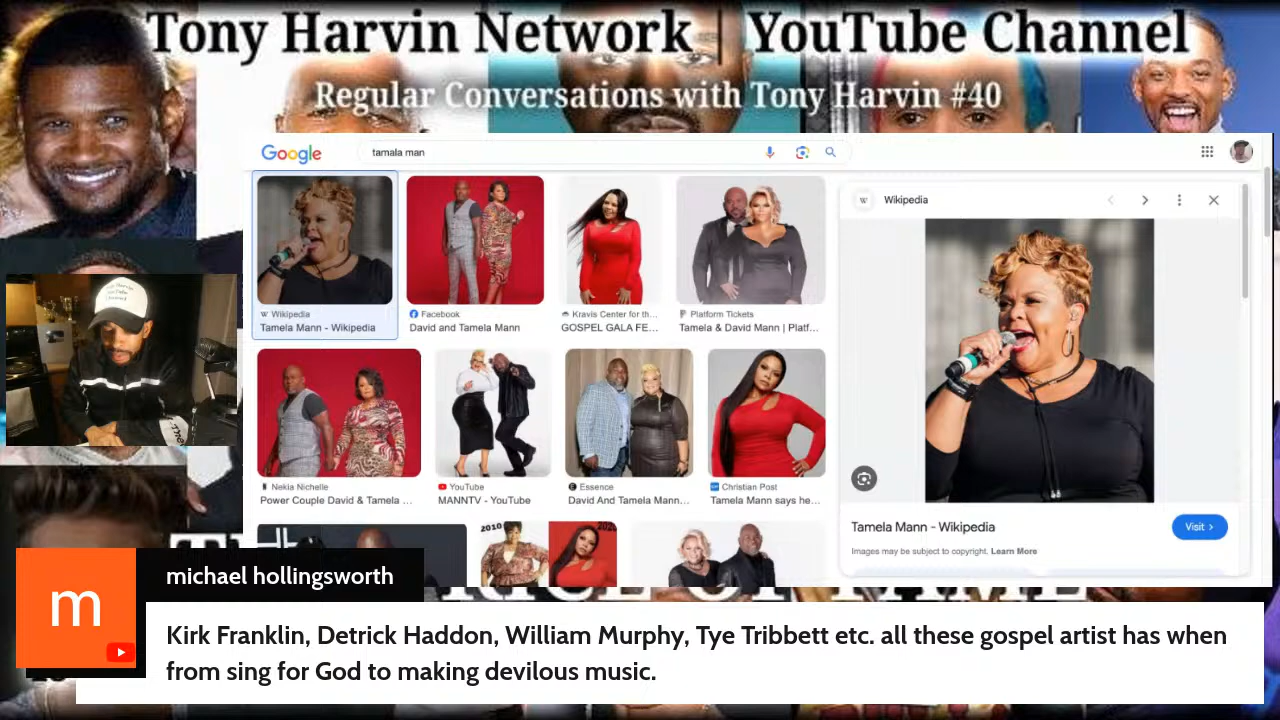 Tony Harvin Network | YouTube Channel
Regular Conversations with Tony Harvin #40
Google
tamala man
W Wikipedia
Tamela Mann - Wikipedia
Facebook
David and Tamela Mann
Kravis Center for th...
GOSPEL GALA FE...
Platform Tickets
Tamela & David Mann | Platf...
Nekia Nichelle
Power Couple David & Tamela ...
YouTube
MANNTV - YouTube
Essence
David And Tamela Mann...
Christian Post
Tamela Mann says he...
2010
W Wikipedia
Tamela Mann - Wikipedia
Visit >
Images may be subject to copyright. Learn More
m
michael hollingsworth
Kirk Franklin, Detrick Haddon, William Murphy, Tye Tribbett etc. all these gospel artist has when
from sing for God to making devilous music.